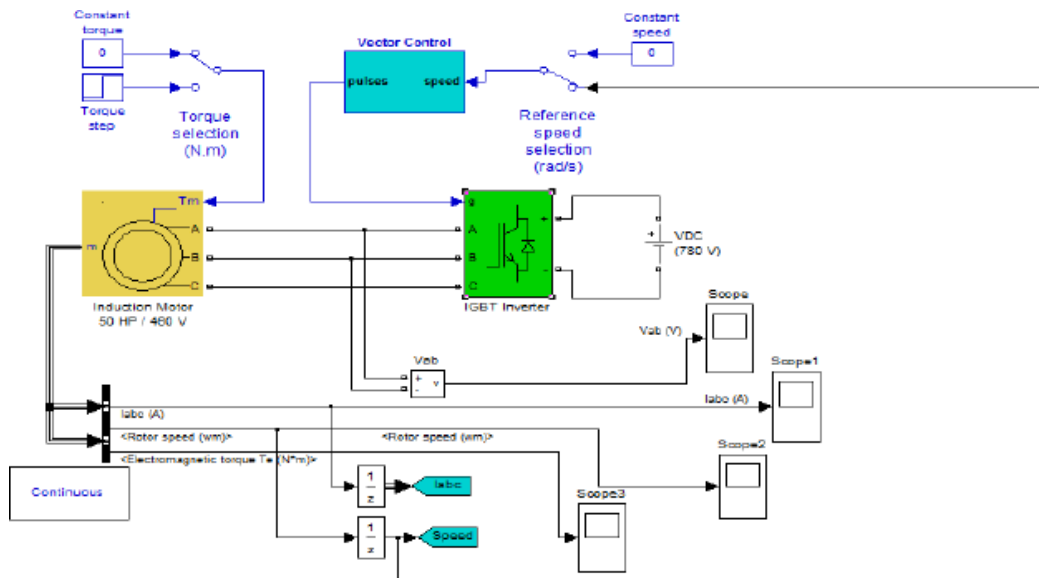 Constant
torque
0
Torque
step
Torque
selection
(N.m)
Vector Control
pulses
speed
Constant
speed
0
Reference
speed
selection
(rad/s)
Tm
m
A
B
C
Induction Motor
50 HP / 460 V
g
A
B
C
+
-
IGBT Inverter
+
VDC
(780 V)
Scope
Vab (V)
Vab
+
-
v
Scope1
Iabc (A)
Iabc (A)
<Rotor speed (wm)>
<Rotor speed (wm)>
<Electromagnetic torque Te (N*m)>
Scope2
Continuous
1
z
Iabc
Scope3
1
z
Speed